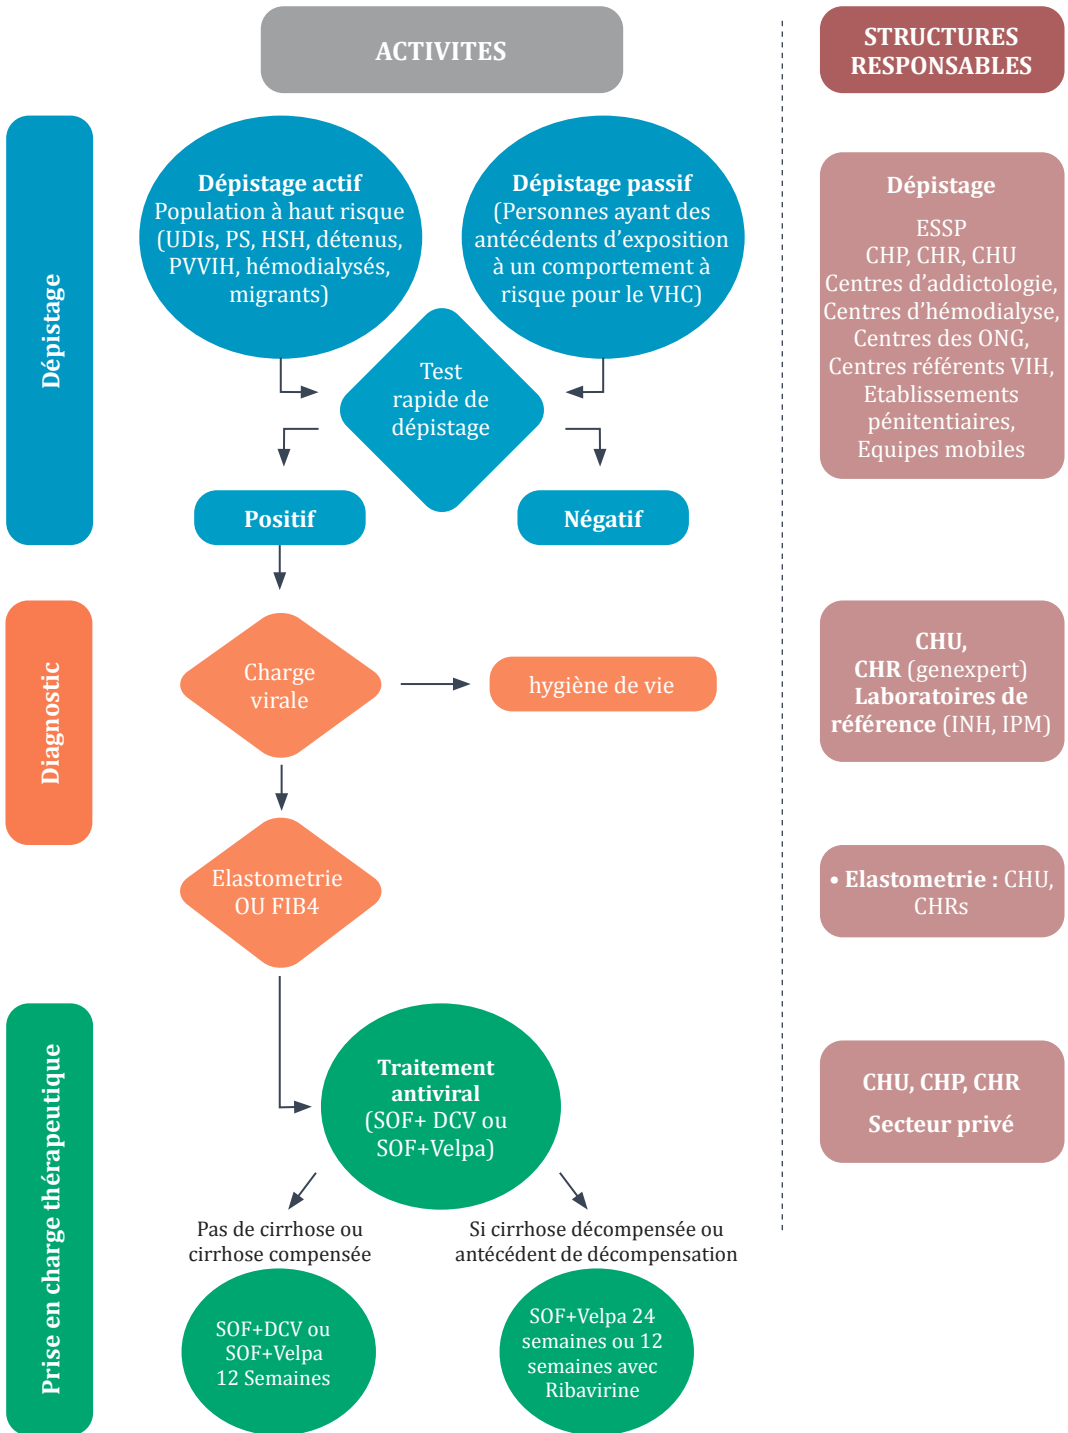 ACTIVITES
STRUCTURES
RESPONSABLES
Dépistage
Dépistage actif
Population à haut risque
(UDIs, PS, HSH, détenus,
PVVIH, hémodialysés,
migrants)
Dépistage passif
(Personnes ayant des
antécédents d'exposition
à un comportement à
risque pour le VHC)
Test
rapide de
dépistage
Positif
Négatif
Dépistage
ESSP
CHP, CHR, CHU
Centres d'addictologie,
Centres d'hémodialyse,
Centres des ONG,
Centres référents VIH,
Etablissements
pénitentiaires,
Equipes mobiles
Diagnostic
Charge
virale
hygiène de vie
CHU,
CHR (genexpert)
Laboratoires de
référence (INH, IPM)
Elastometrie
OU FIB4
• Elastometrie : CHU,
CHRs
Prise en charge thérapeutique
Traitement
antiviral
(SOF+ DCV ou
SOF+Velpa)
CHU, CHP, CHR
Secteur privé
Pas de cirrhose ou
cirrhose compensée
Si cirrhose décompensée ou
antécédent de décompensation
SOF+DCV ou
SOF+Velpa
12 Semaines
SOF+Velpa 24
semaines ou 12
semaines avec
Ribavirine